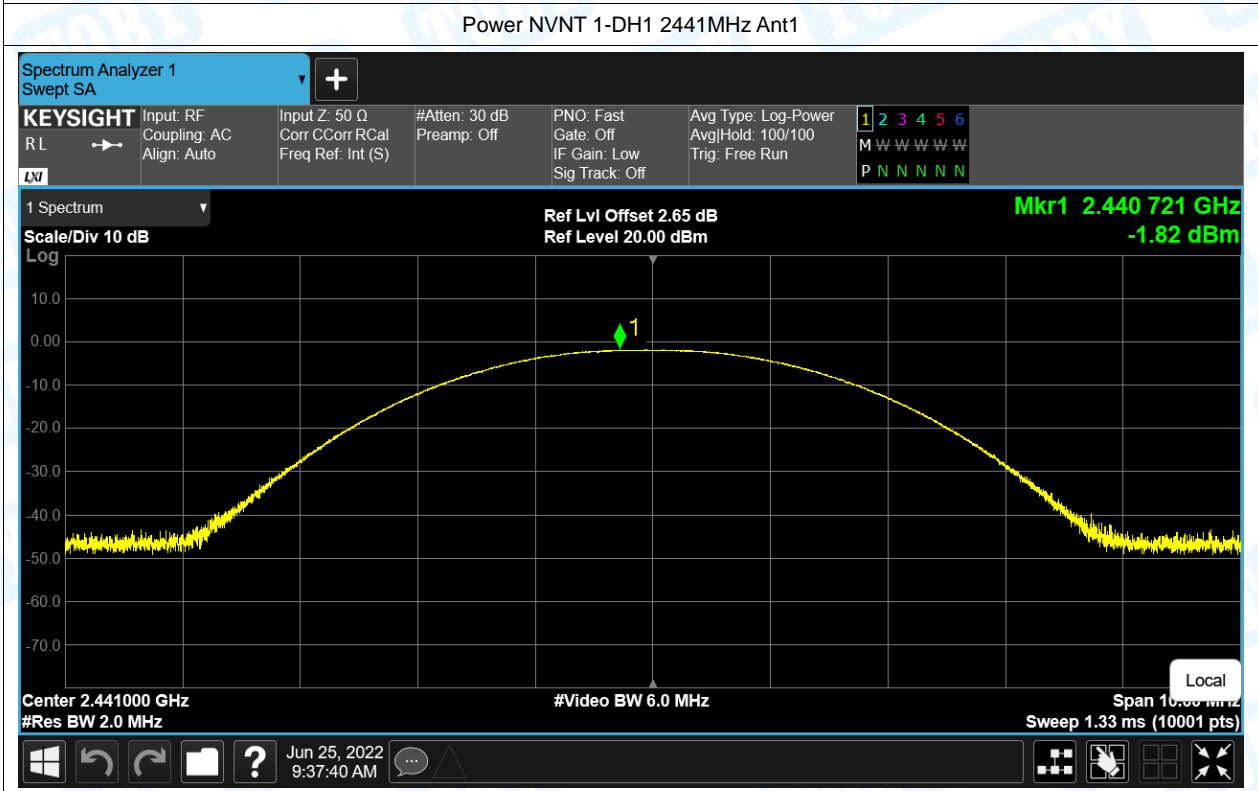 Power NVNT 1-DH1 2441MHz Ant1
Spectrum Analyzer 1
Swept SA
KEYSIGHT
R L
LXI
Input: RF
Coupling: AC
Align: Auto
Input Z: 50 Ω
Corr CCorr RCal
Freq Ref: Int (S)
#Atten: 30 dB
Preamp: Off
PNO: Fast
Gate: Off
IF Gain: Low
Sig Track: Off
Avg Type: Log-Power
Avg|Hold: 100/100
Trig: Free Run
1 2 3 4 5 6
M W W W W W
P N N N N N
1 Spectrum
Scale/Div 10 dB
Log
Ref Lvl Offset 2.65 dB
Ref Level 20.00 dBm
Mkr1 2.440 721 GHz
-1.82 dBm
10.0
0.00
-10.0
-20.0
-30.0
-40.0
-50.0
-60.0
-70.0
1
Local
Center 2.441000 GHz
#Video BW 6.0 MHz
Span 10.00 MHz
#Res BW 2.0 MHz
Sweep 1.33 ms (10001 pts)
?
Jun 25, 2022
9:37:40 AM